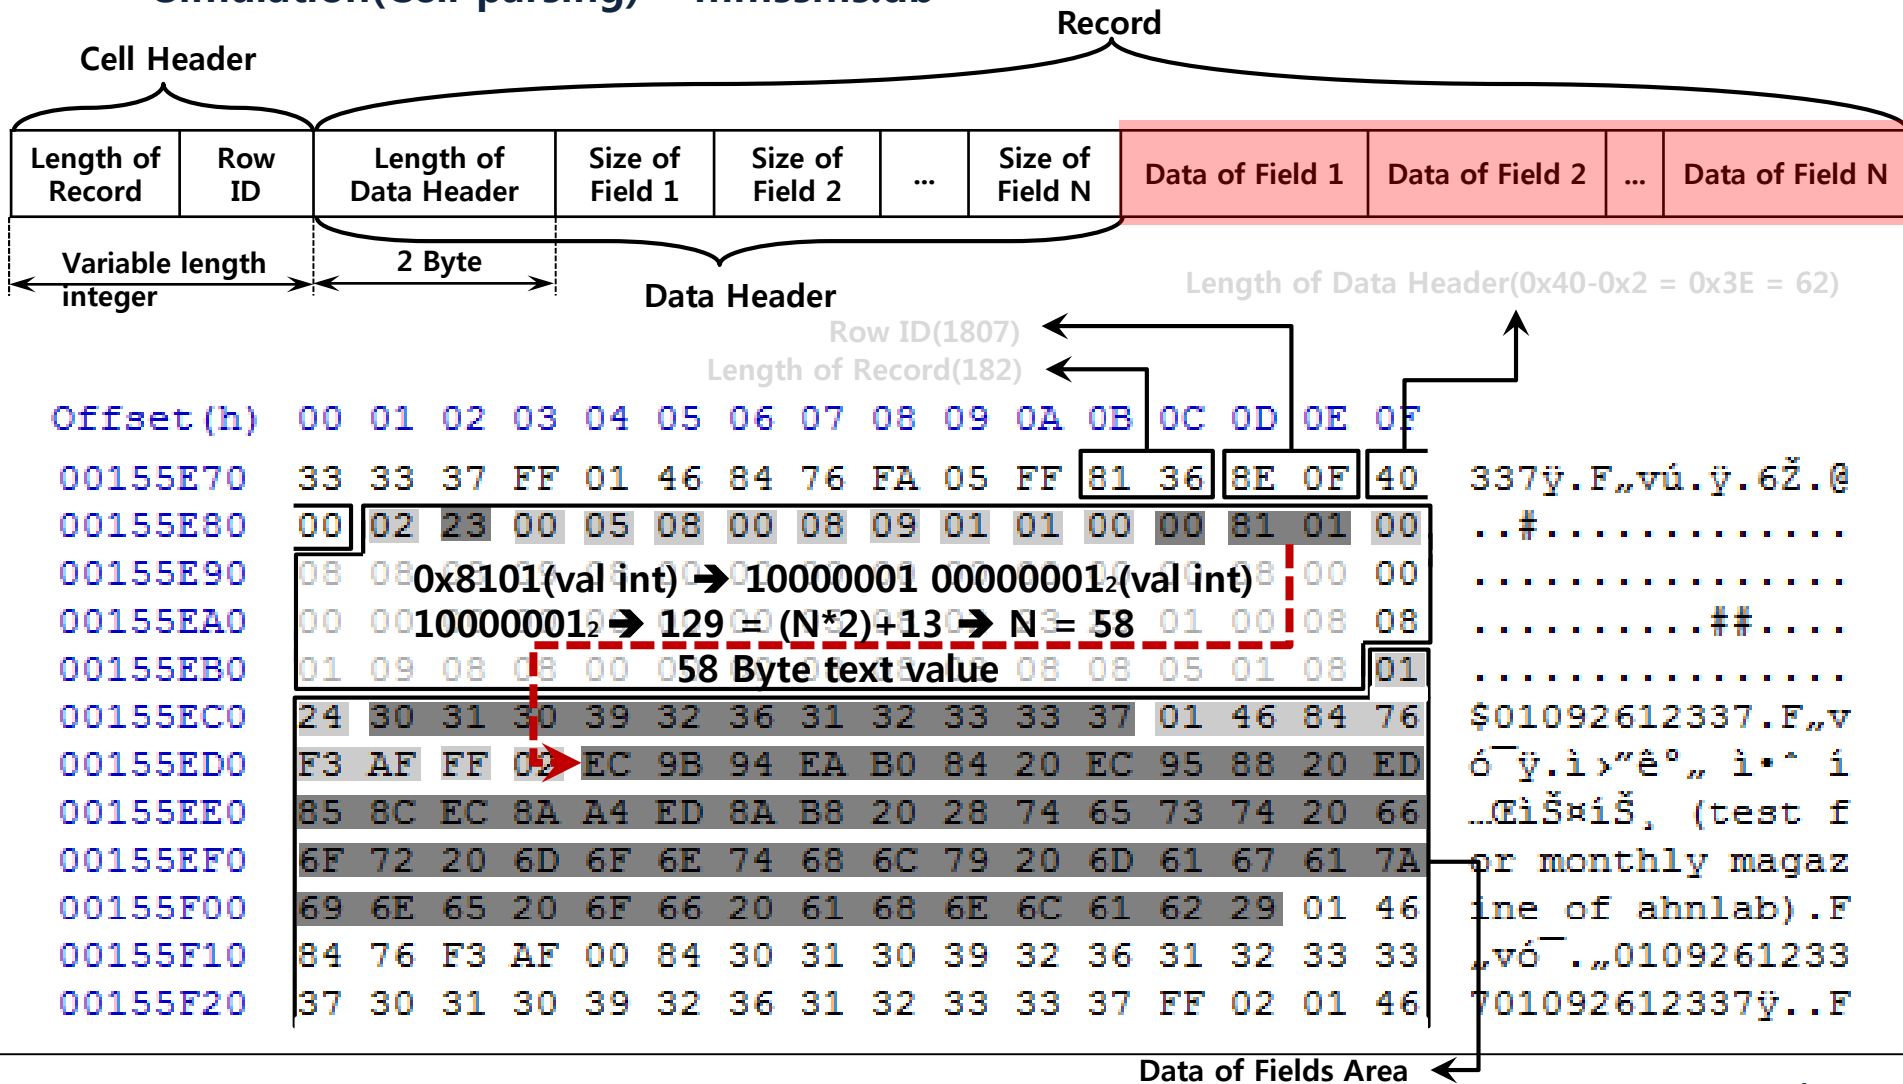 Simulation(Cell parsing) – mmssms.db
Record
Cell Header
Length of Record
Row ID
Length of Data Header
Size of Field 1
Size of Field 2
...
Size of Field N
Data of Field 1
Data of Field 2
...
Data of Field N
Variable length integer
2 Byte
Data Header
Length of Data Header(0x40-0x2 = 0x3E = 62)
Row ID(1807)
Length of Record(182)
Offset(h) 00 01 02 03 04 05 06 07 08 09 0A 0B 0C 0D 0E 0F
00155E70 33 33 37 FF 01 46 84 76 FA 05 FF 81 36 8E 0F 40 337ÿ.F„vú.ÿ.6Ž.@
00155E80 00 02 23 00 05 08 00 08 09 01 01 00 00 81 01 00 ..#.............
00155E90 08 08 00 00 ................
0x8101(val int) ➔ 10000001 00000001₂(val int)
00155EA0 00 00 01 00 08 08 ..........##....
10000001₂ ➔ 129 = (N*2)+13 ➔ N = 58
00155EB0 01 09 08 08 00 08 08 05 01 08 01 ................
58 Byte text value
00155EC0 24 30 31 30 39 32 36 31 32 33 33 37 01 46 84 76 $01092612337.F„v
00155ED0 F3 AF FF 02 EC 9B 94 EA B0 84 20 EC 95 88 20 ED ó¯ÿ.ì›”ê°„ ì•ˆ í
00155EE0 85 8C EC 8A A4 ED 8A B8 20 28 74 65 73 74 20 66 …ŒìŠ¤íŠ¸ (test f
00155EF0 6F 72 20 6D 6F 6E 74 68 6C 79 20 6D 61 67 61 7A or monthly magaz
00155F00 69 6E 65 20 6F 66 20 61 68 6E 6C 61 62 29 01 46 ine of ahnlab).F
00155F10 84 76 F3 AF 00 84 30 31 30 39 32 36 31 32 33 33 „vó¯.„0109261233
00155F20 37 30 31 30 39 32 36 31 32 33 33 37 FF 02 01 46 701092612337ÿ..F
Data of Fields Area